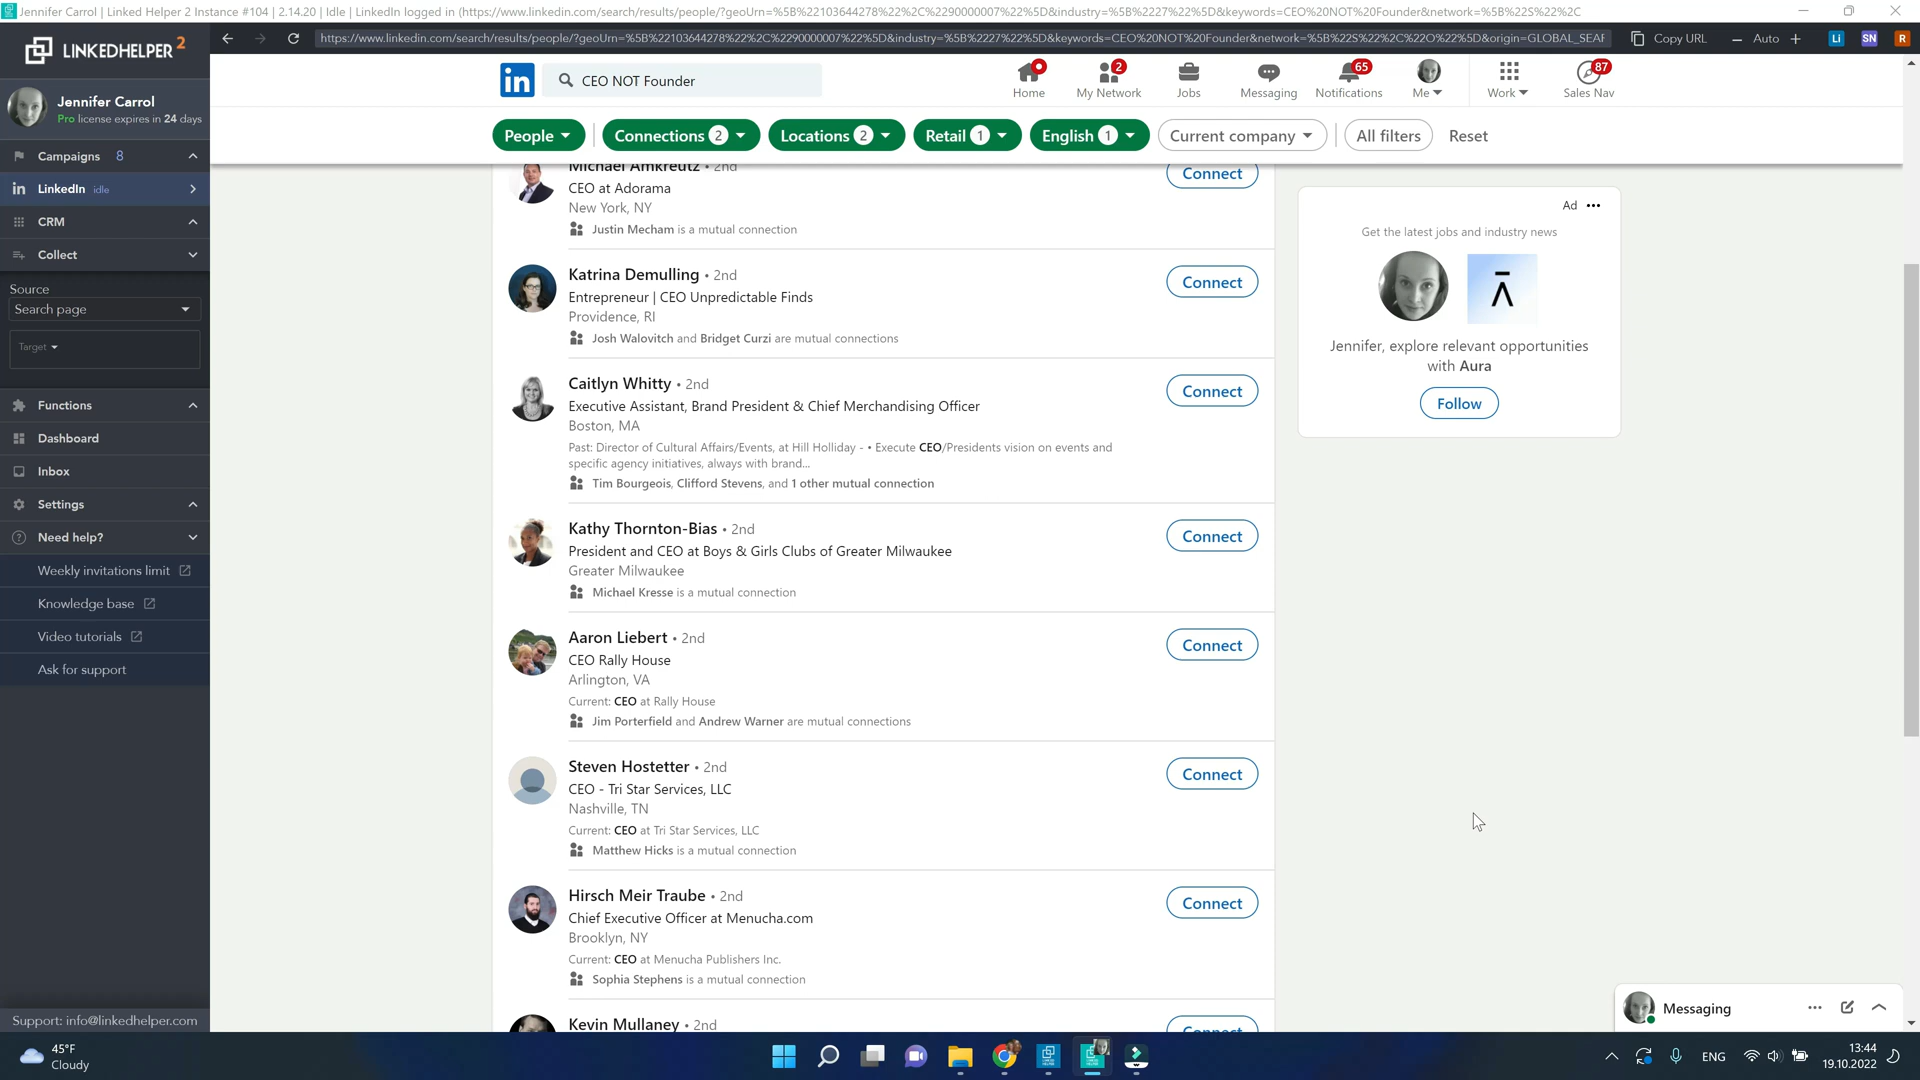 Jennifer Carrol | Linked Helper 2 Instance #104 | 2.14.20 | Idle | LinkedIn logged in (https://www.linkedin.com/search/results/people/?geoUrn=%5B%22103644278%22%2C%2290000007%22%5D&industry=%5B%2227%22%5D&keywords=CEO%20NOT%20Founder&network=%5B%22S%22%2C
LINKEDHELPER 2
https://www.linkedin.com/search/results/people/?geoUrn=%5B%22103644278%22%2C%2290000007%22%5D&industry=%5B%2227%22%5D&keywords=CEO%20NOT%20Founder&network=%5B%22S%22%2C%22O%22%5D&origin=GLOBAL_SEAF
Copy URL
Auto
Li
SN
R
Jennifer Carrol
Pro license expires in 24 days
Campaigns 8
in LinkedIn idle
CRM
Collect
Source
Search page
Target
Functions
Dashboard
Inbox
Settings
Need help?
Weekly invitations limit
Knowledge base
Video tutorials
Ask for support
Support: info@linkedhelper.com
in
CEO NOT Founder
Home
2
My Network
Jobs
Messaging
65
Notifications
Me
Work
87
Sales Nav
People
Connections 2
Locations 2
Retail 1
English 1
Current company
All filters
Reset
Michael Amkreutz • 2nd
CEO at Adorama
New York, NY
Justin Mecham is a mutual connection
Connect
Katrina Demulling • 2nd
Entrepreneur | CEO Unpredictable Finds
Providence, RI
Josh Walovitch and Bridget Curzi are mutual connections
Connect
Caitlyn Whitty • 2nd
Executive Assistant, Brand President & Chief Merchandising Officer
Boston, MA
Past: Director of Cultural Affairs/Events, at Hill Holliday - • Execute CEO/Presidents vision on events and
specific agency initiatives, always with brand...
Tim Bourgeois, Clifford Stevens, and 1 other mutual connection
Connect
Kathy Thornton-Bias • 2nd
President and CEO at Boys & Girls Clubs of Greater Milwaukee
Greater Milwaukee
Michael Kresse is a mutual connection
Connect
Aaron Liebert • 2nd
CEO Rally House
Arlington, VA
Current: CEO at Rally House
Jim Porterfield and Andrew Warner are mutual connections
Connect
Steven Hostetter • 2nd
CEO - Tri Star Services, LLC
Nashville, TN
Current: CEO at Tri Star Services, LLC
Matthew Hicks is a mutual connection
Connect
Hirsch Meir Traube • 2nd
Chief Executive Officer at Menucha.com
Brooklyn, NY
Current: CEO at Menucha Publishers Inc.
Sophia Stephens is a mutual connection
Connect
Kevin Mullaney • 2nd
Connect
Ad •••
Get the latest jobs and industry news
Jennifer, explore relevant opportunities
with Aura
Follow
Messaging
45°F
Cloudy
ENG
13:44
19.10.2022